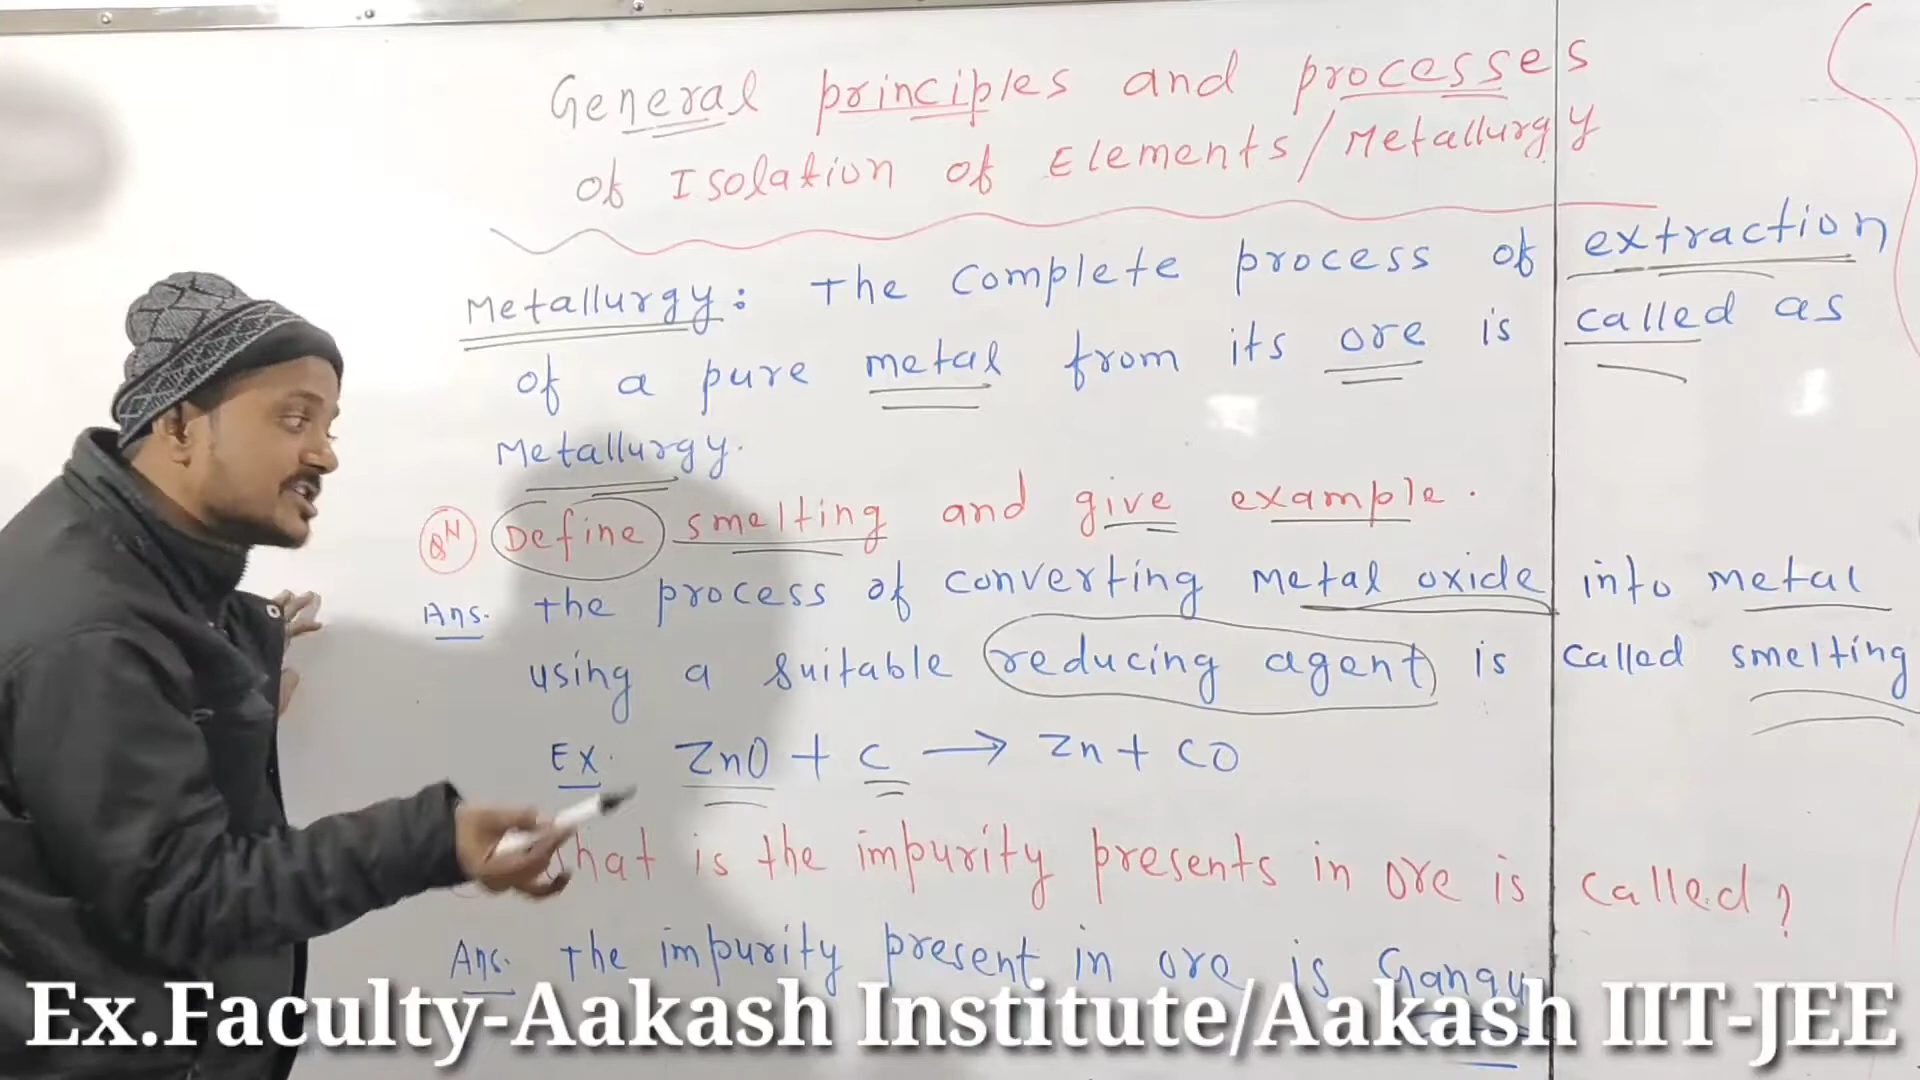 General principles and processes
of Isolation of Elements/Metallurgy
Metallurgy: The complete process of extraction
of a pure metal from its ore is called as
Metallurgy.
QN Define smelting and give example.
Ans. The process of converting Metal oxide into metal
using a suitable reducing agent is called smelting
Ex. ZnO + C → Zn + CO
is the impurity presents in ore is called?
Ans. The impurity present in ore is
Ex.Faculty-Aakash Institute/Aakash IIT-JEE